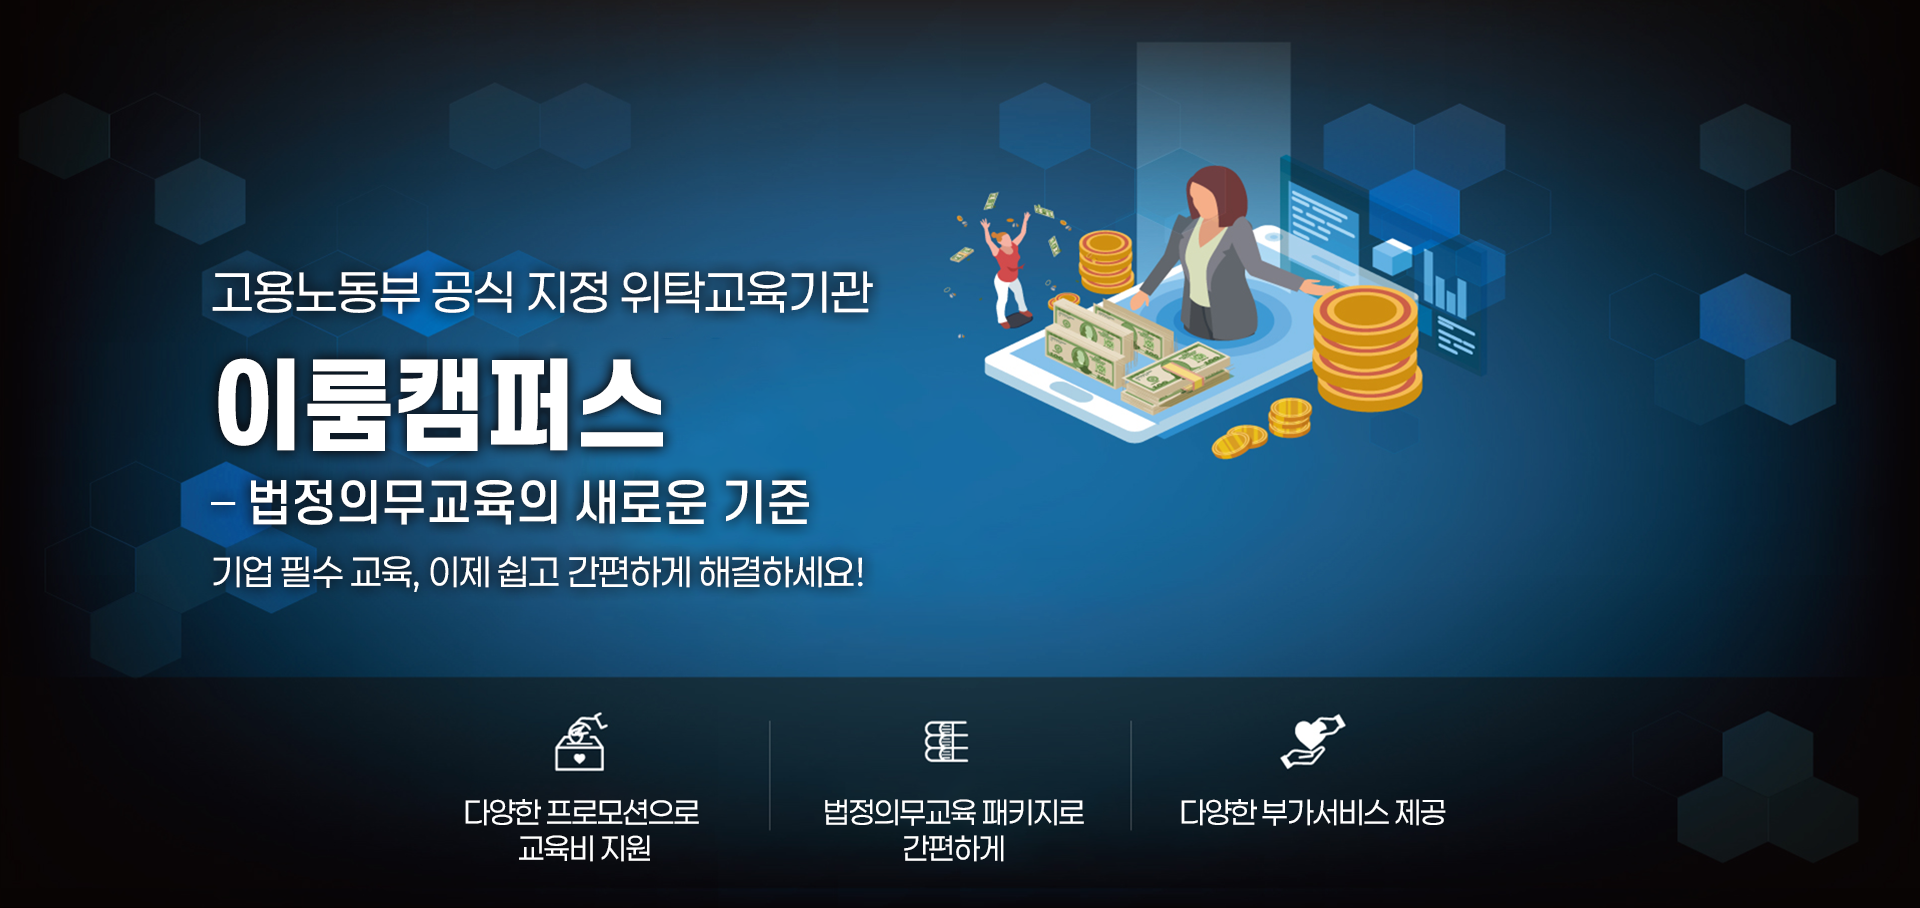 고용노동부 공식 지정 위탁교육기관
이룸캠퍼스
– 법정의무교육의 새로운 기준
기업 필수 교육, 이제 쉽고 간편하게 해결하세요!
다양한 프로모션으로
교육비 지원
법정의무교육 패키지로
간편하게
다양한 부가서비스 제공